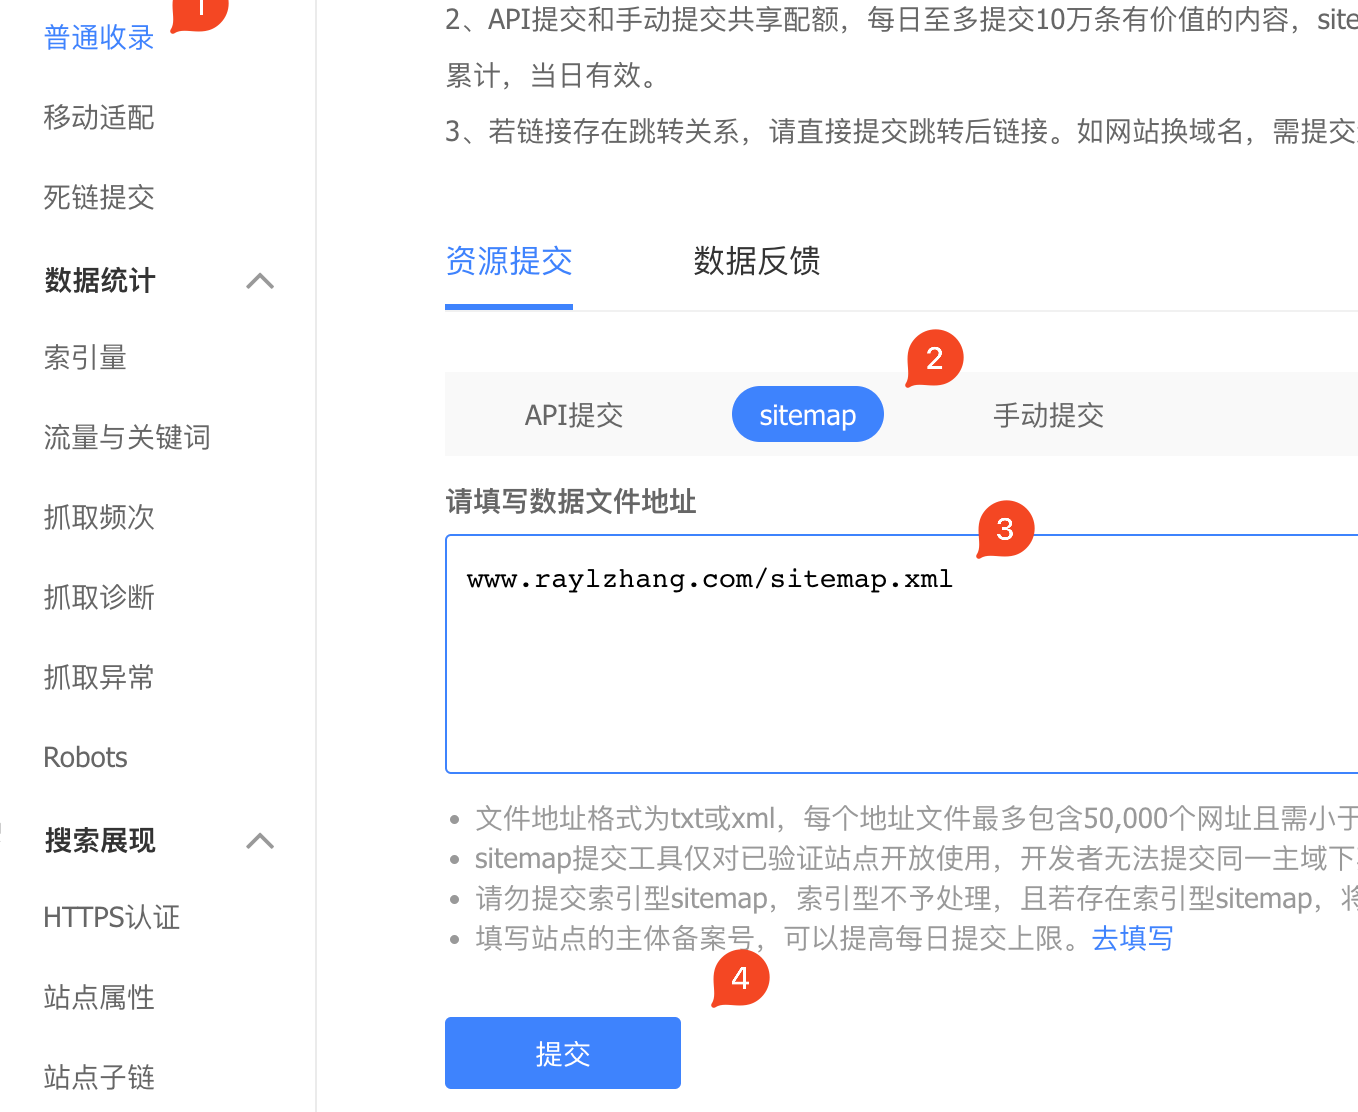 普通收录
1
移动适配
死链提交
数据统计
索引量
流量与关键词
抓取频次
抓取诊断
抓取异常
Robots
搜索展现
HTTPS认证
站点属性
站点子链
2、API提交和手动提交共享配额，每日至多提交10万条有价值的内容，site
累计，当日有效。
3、若链接存在跳转关系，请直接提交跳转后链接。如网站换域名，需提交
资源提交
数据反馈
2
API提交
sitemap
手动提交
请填写数据文件地址
3
www.raylzhang.com/sitemap.xml
文件地址格式为txt或xml，每个地址文件最多包含50,000个网址且需小于
sitemap提交工具仅对已验证站点开放使用，开发者无法提交同一主域下
请勿提交索引型sitemap，索引型不予处理，且若存在索引型sitemap，将
填写站点的主体备案号，可以提高每日提交上限。去填写
4
提交